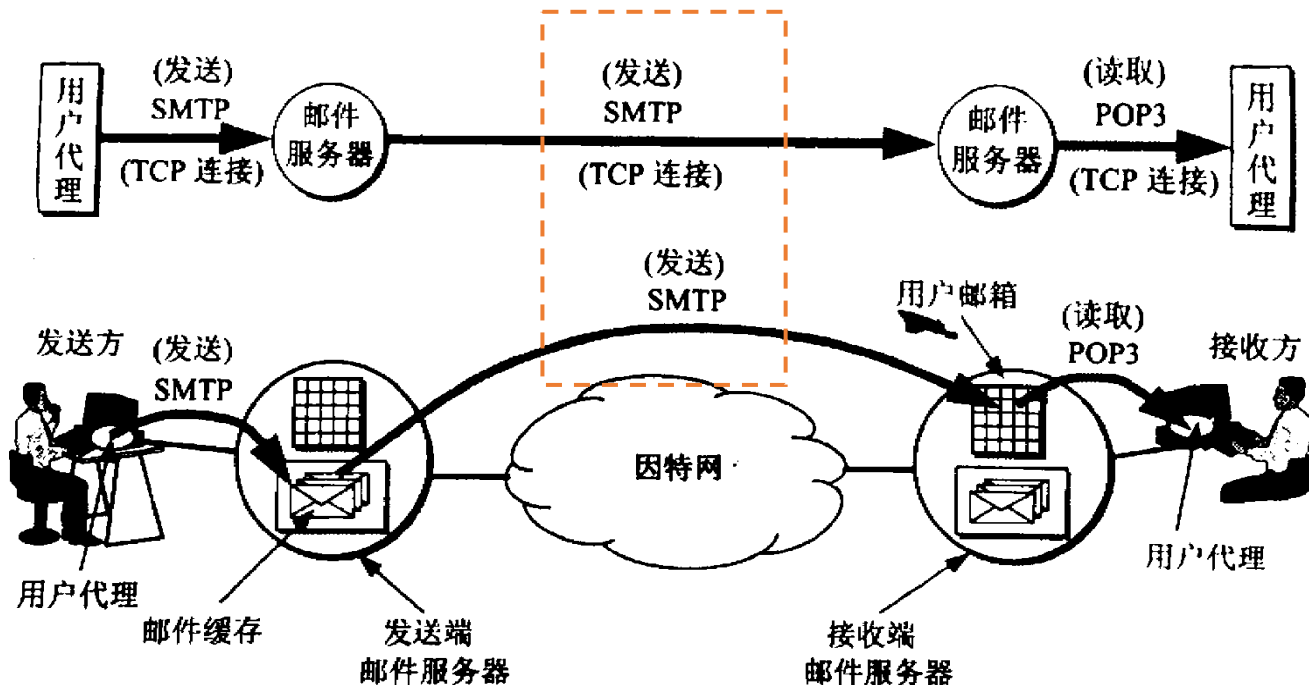 用户代理
(发送)
SMTP
(TCP 连接)
邮件
服务器
(发送)
SMTP
(TCP 连接)
邮件
服务器
(读取)
POP3
(TCP 连接)
用户代理
发送方
(发送)
SMTP
(发送)
SMTP
用户邮箱
(读取)
POP3
接收方
因特网
用户代理
邮件缓存
发送端
邮件服务器
接收端
邮件服务器
用户代理